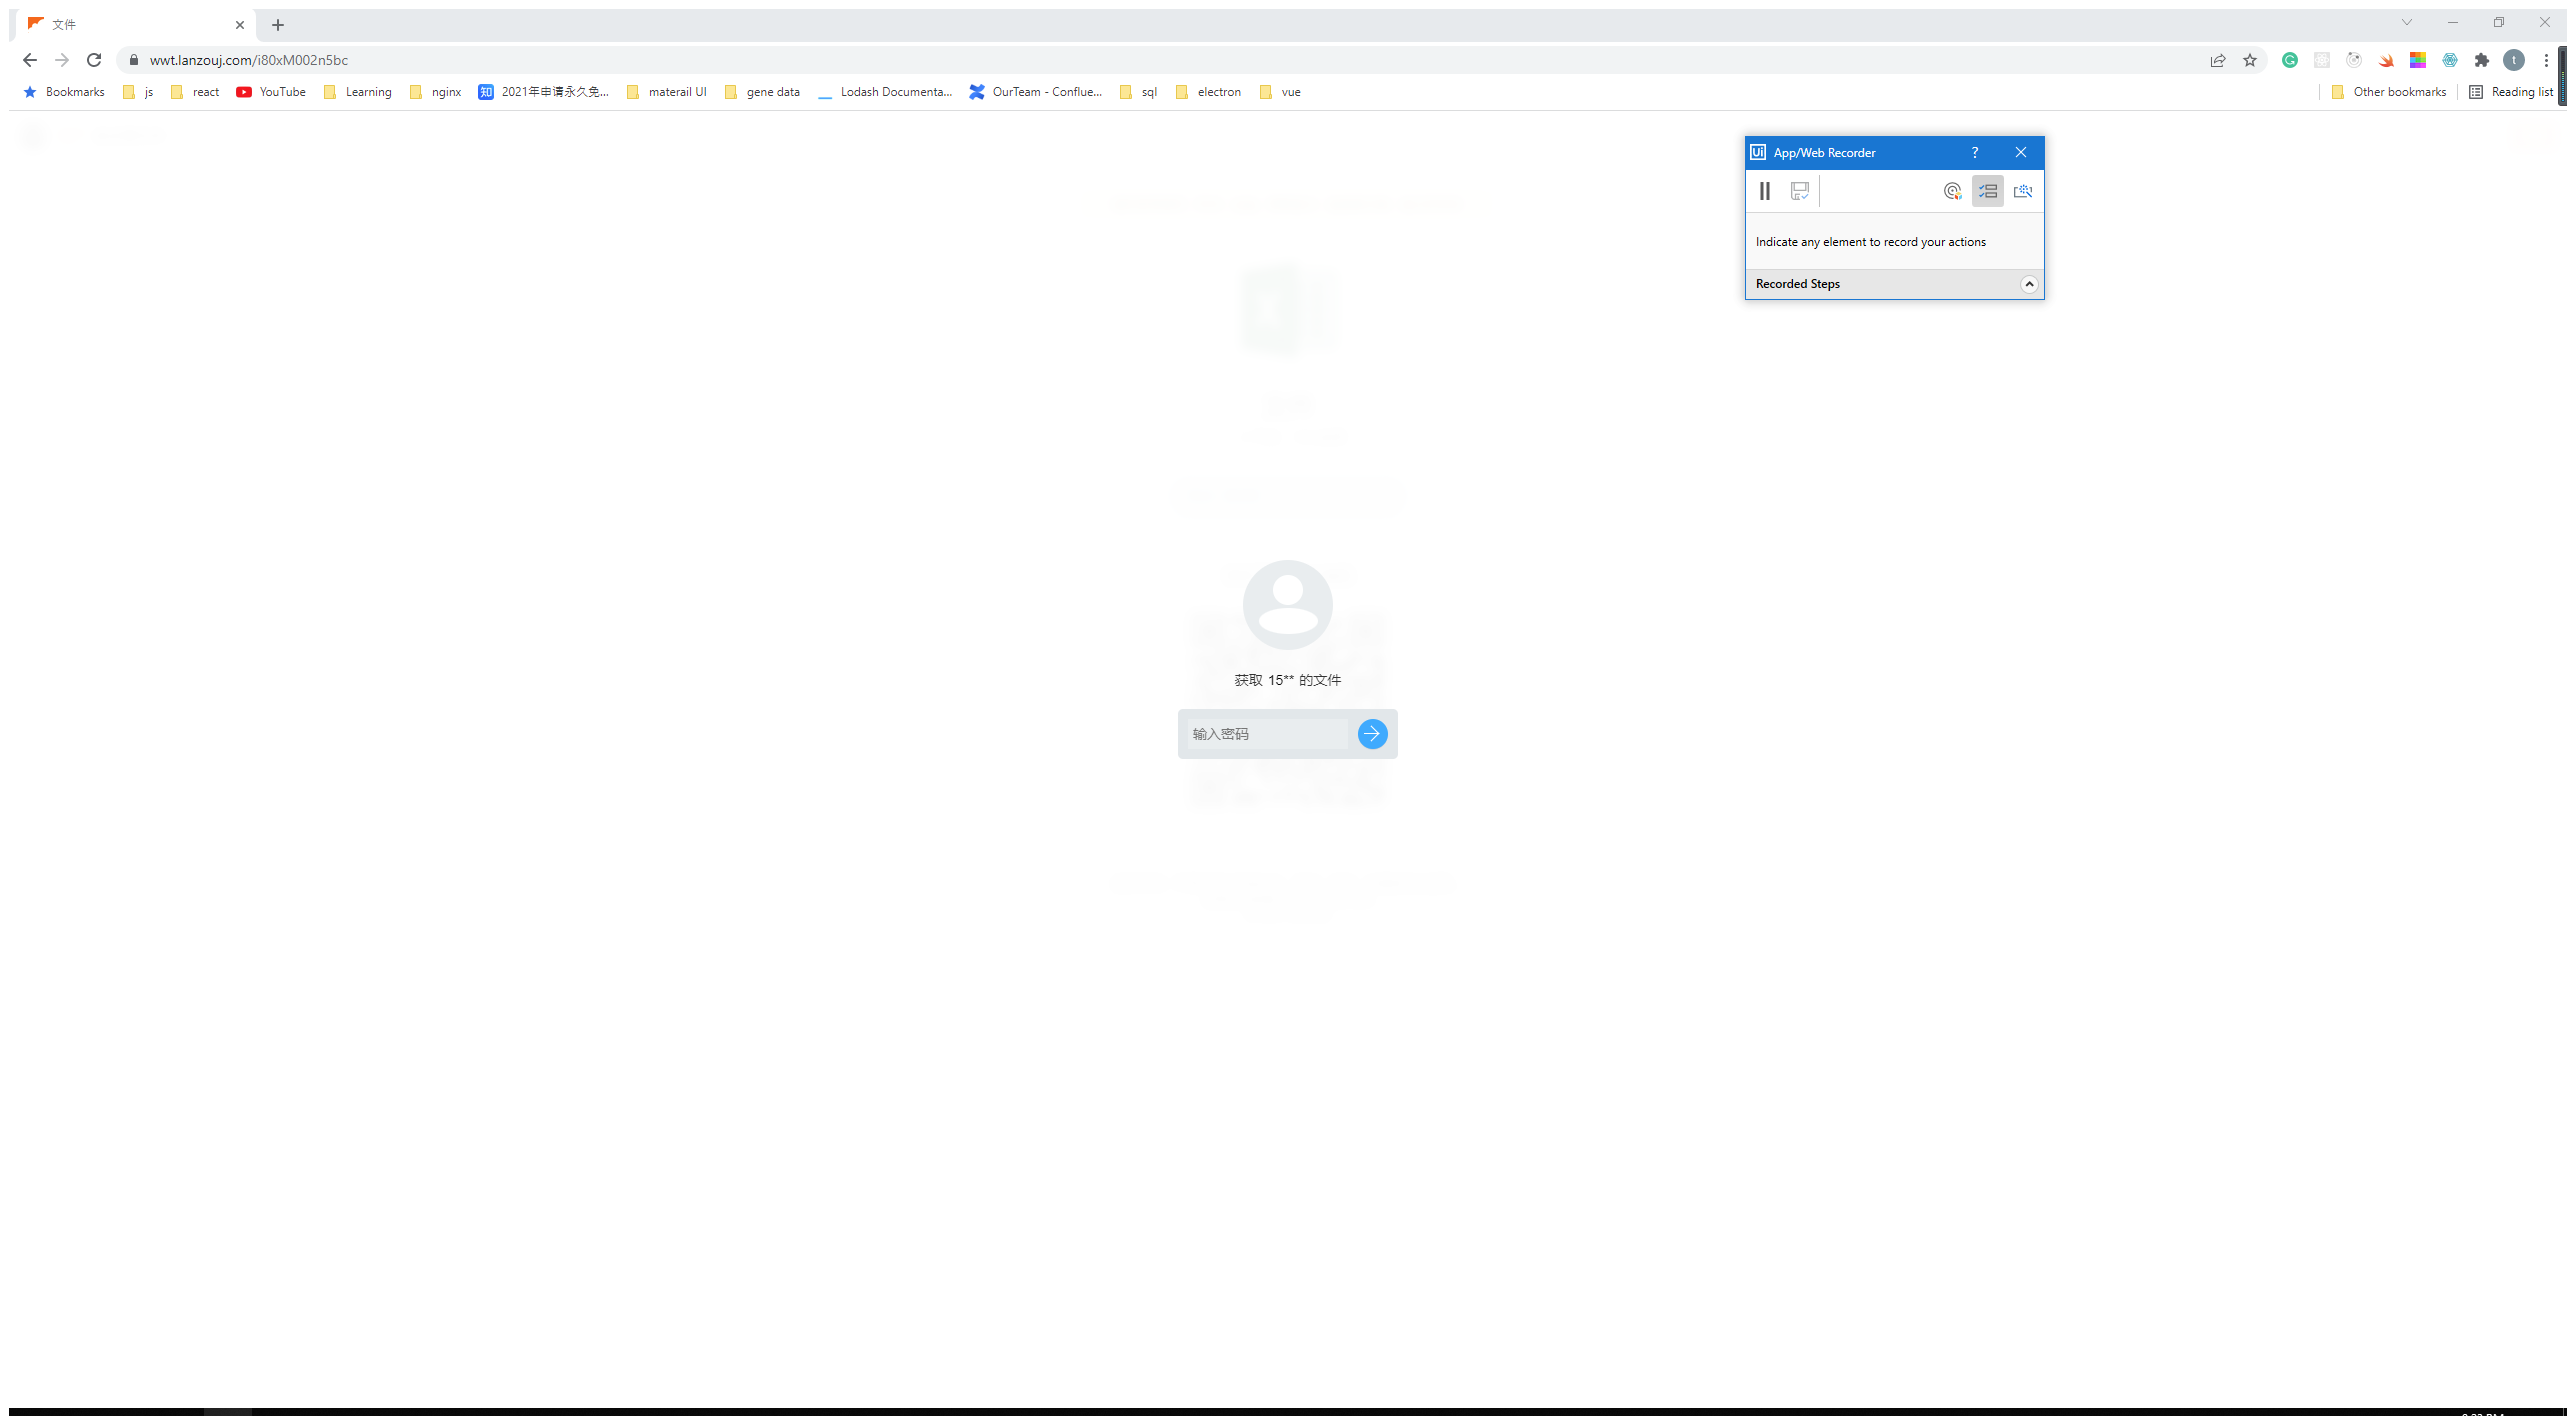 文件
wwt.lanzouj.com/i80xM002n5bc
Bookmarks js react YouTube Learning nginx 知 2021年申请永久免... materail UI gene data Lodash Documenta... OurTeam - Conflue... sql electron vue Other bookmarks Reading list
Ui App/Web Recorder ?
Indicate any element to record your actions
Recorded Steps
获取 15** 的文件
输入密码